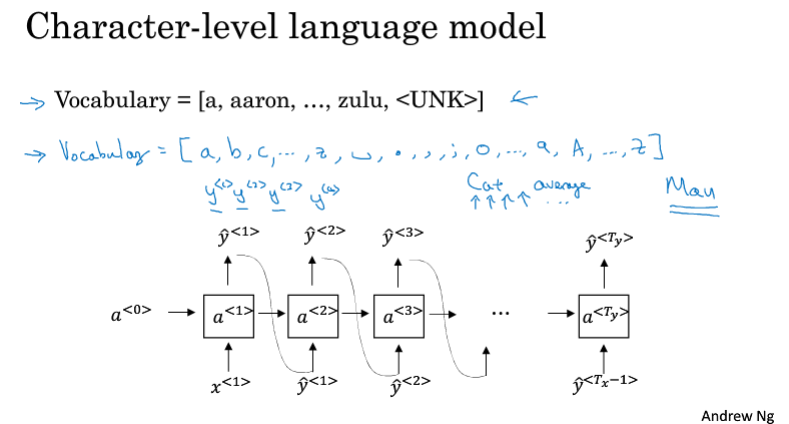 Character-level language model
→ Vocabulary = [a, aaron, …, zulu, <UNK>] ←
→ Vocabulary = [a, b, c, ..., z, ␣, ., ,, ;, 0, ..., 9, A, ..., Z]
y<1> y<2> y<3> y<4> Cat average ... Mau
↑↑↑↑
ŷ<1> ŷ<2> ŷ<3> ŷ<Ty>
a<0> → a<1> → a<2> → a<3> → ⋯ → a<Ty>
x<1> ŷ<1> ŷ<2> ŷ<Tx−1>
Andrew Ng